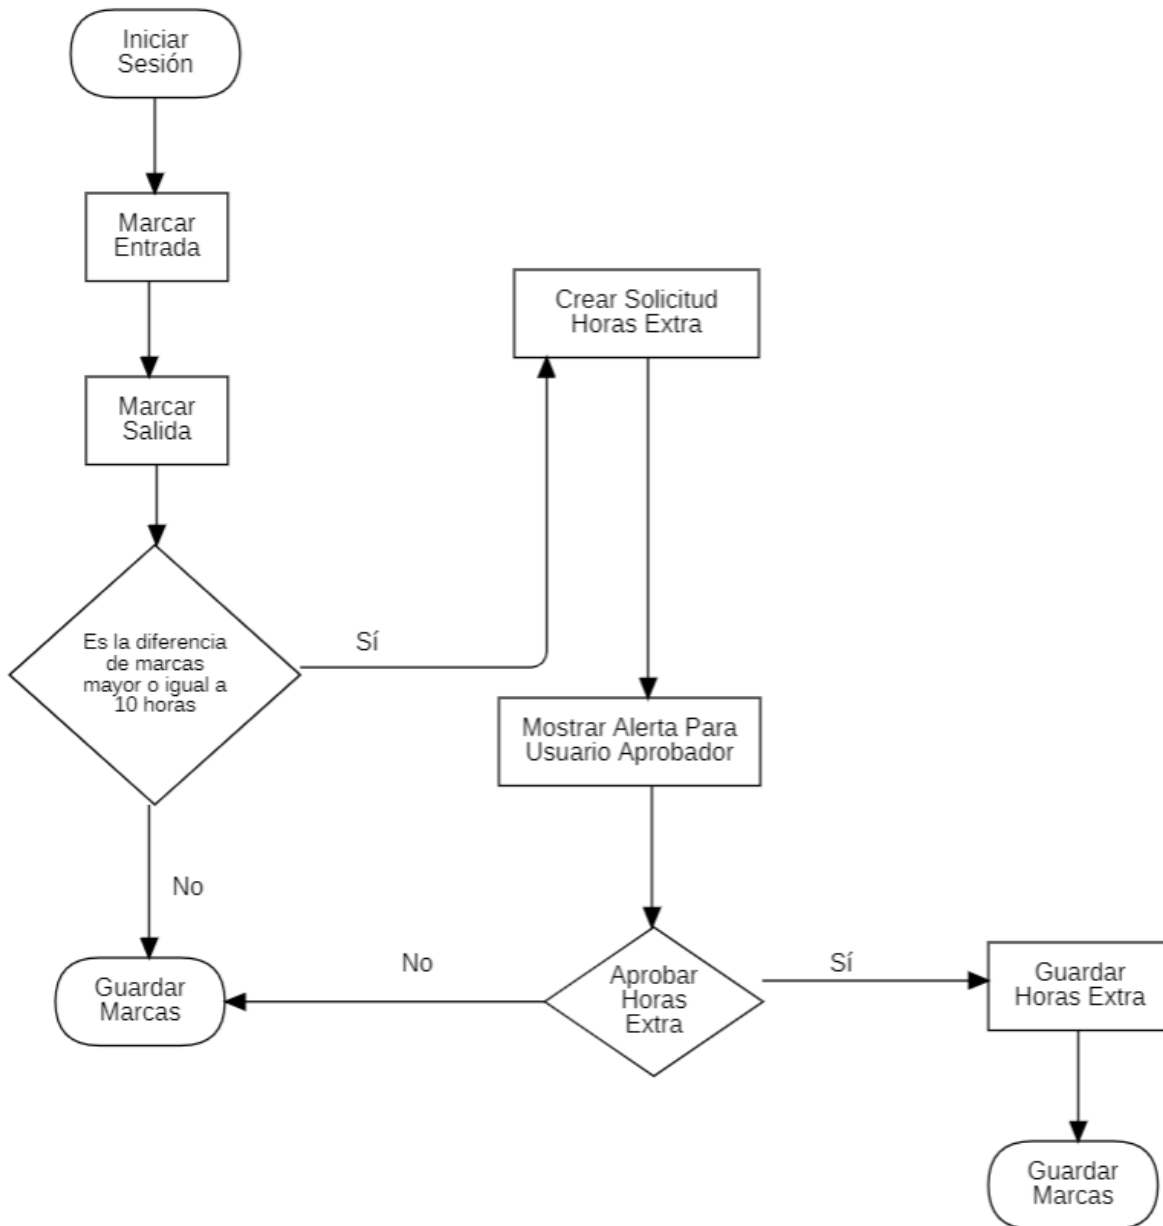 Iniciar
Sesión
Marcar
Entrada
Crear Solicitud
Horas Extra
Marcar
Salida
Es la diferencia
de marcas
mayor o igual a
10 horas
Sí
Mostrar Alerta Para
Usuario Aprobador
No
Guardar
Marcas
No
Aprobar
Horas
Extra
Sí
Guardar
Horas Extra
Guardar
Marcas